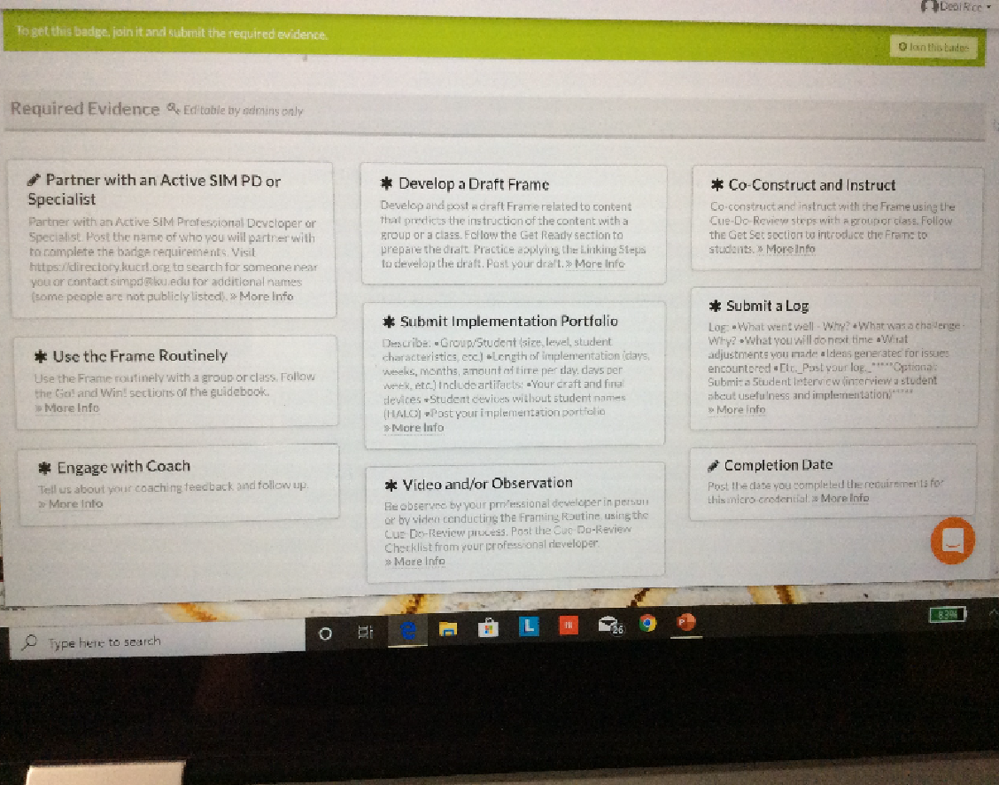 Debi Rice
To get this badge, join it and submit the required evidence.
Join this badge
Required Evidence Editable by admins only
Partner with an Active SIM PD or
Specialist
Partner with an Active SIM Professional Developer or
Specialist. Post the name of who you will partner with
to complete the badge requirements. Visit
https://directory.kucrl.org to search for someone near
you or contact simpd@ku.edu for additional names
(some people are not publicly listed). » More Info
Use the Frame Routinely
Use the Frame routinely with a group or class. Follow
the Go! and Win! sections of the guidebook.
» More Info
Engage with Coach
Tell us about your coaching feedback and follow up.
» More Info
Develop a Draft Frame
Develop and post a draft Frame related to content
that predicts the instruction of the content with a
group or a class. Follow the Get Ready section to
prepare the draft. Practice applying the Linking Steps
to develop the draft. Post your draft. » More Info
Submit Implementation Portfolio
Describe: •Group/Student (size, level, student
characteristics, etc.) •Length of implementation (days,
weeks, months, amount of time per day, days per
week, etc.) Include artifacts: •Your draft and final
devices •Student devices without student names
(HALO) •Post your implementation portfolio
» More Info
Video and/or Observation
Be observed by your professional developer in person
or by video conducting the Framing Routine, using the
Cue-Do-Review process. Post the Cue-Do-Review
Checklist from your professional developer.
» More Info
Co-Construct and Instruct
Co-construct and instruct with the Frame using the
Cue-Do-Review steps with a group or class. Follow
the Get Set section to introduce the Frame to
students. » More Info
Submit a Log
Log: •What went well - Why? •What was a challenge -
Why? •What you will do next time •What
adjustments you made •Ideas generated for issues
encountered •Etc. Post your log. *****Optional:
Submit a Student Interview (interview a student
about usefulness and implementation)*****
» More Info
Completion Date
Post the date you completed the requirements for
this micro-credential. » More Info
Type here to search
L
26
P
83%